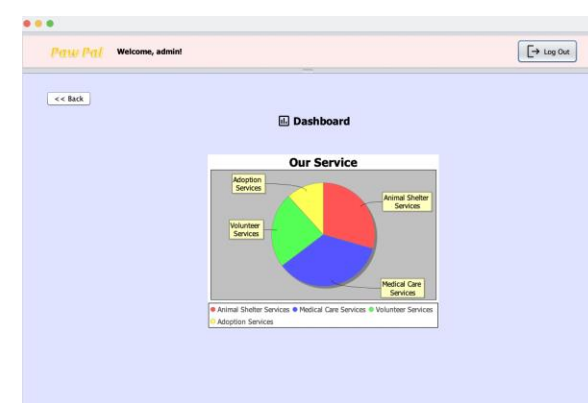 Paw Pal Welcome, admin! Log Out
<< Back
Dashboard
Our Service
Adoption
Services
Animal Shelter
Services
Volunteer
Services
Medical Care
Services
Animal Shelter Services Medical Care Services Volunteer Services
Adoption Services